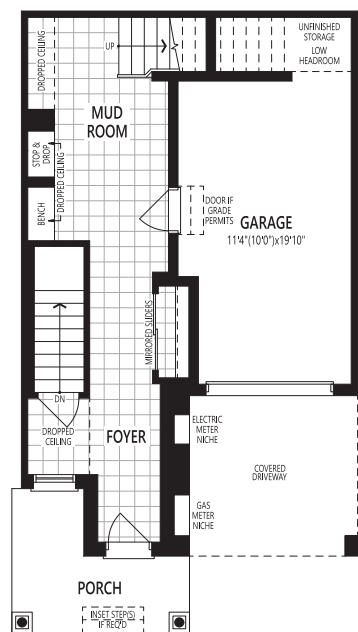 UNFINISHED
STORAGE
LOW
HEADROOM
DROPPED CEILING
UP
MUD
ROOM
STOP &
DROP
DROPPED CEILING
BENCH
DOOR IF
GRADE
PERMITS
GARAGE
11'4"(10'0")x19'10"
MIRRORED SLIDERS
DN
DROPPED
CEILING
FOYER
ELECTRIC
METER
NICHE
COVERED
DRIVEWAY
GAS
METER
NICHE
PORCH
INSET STEP(S)
IF REQ'D